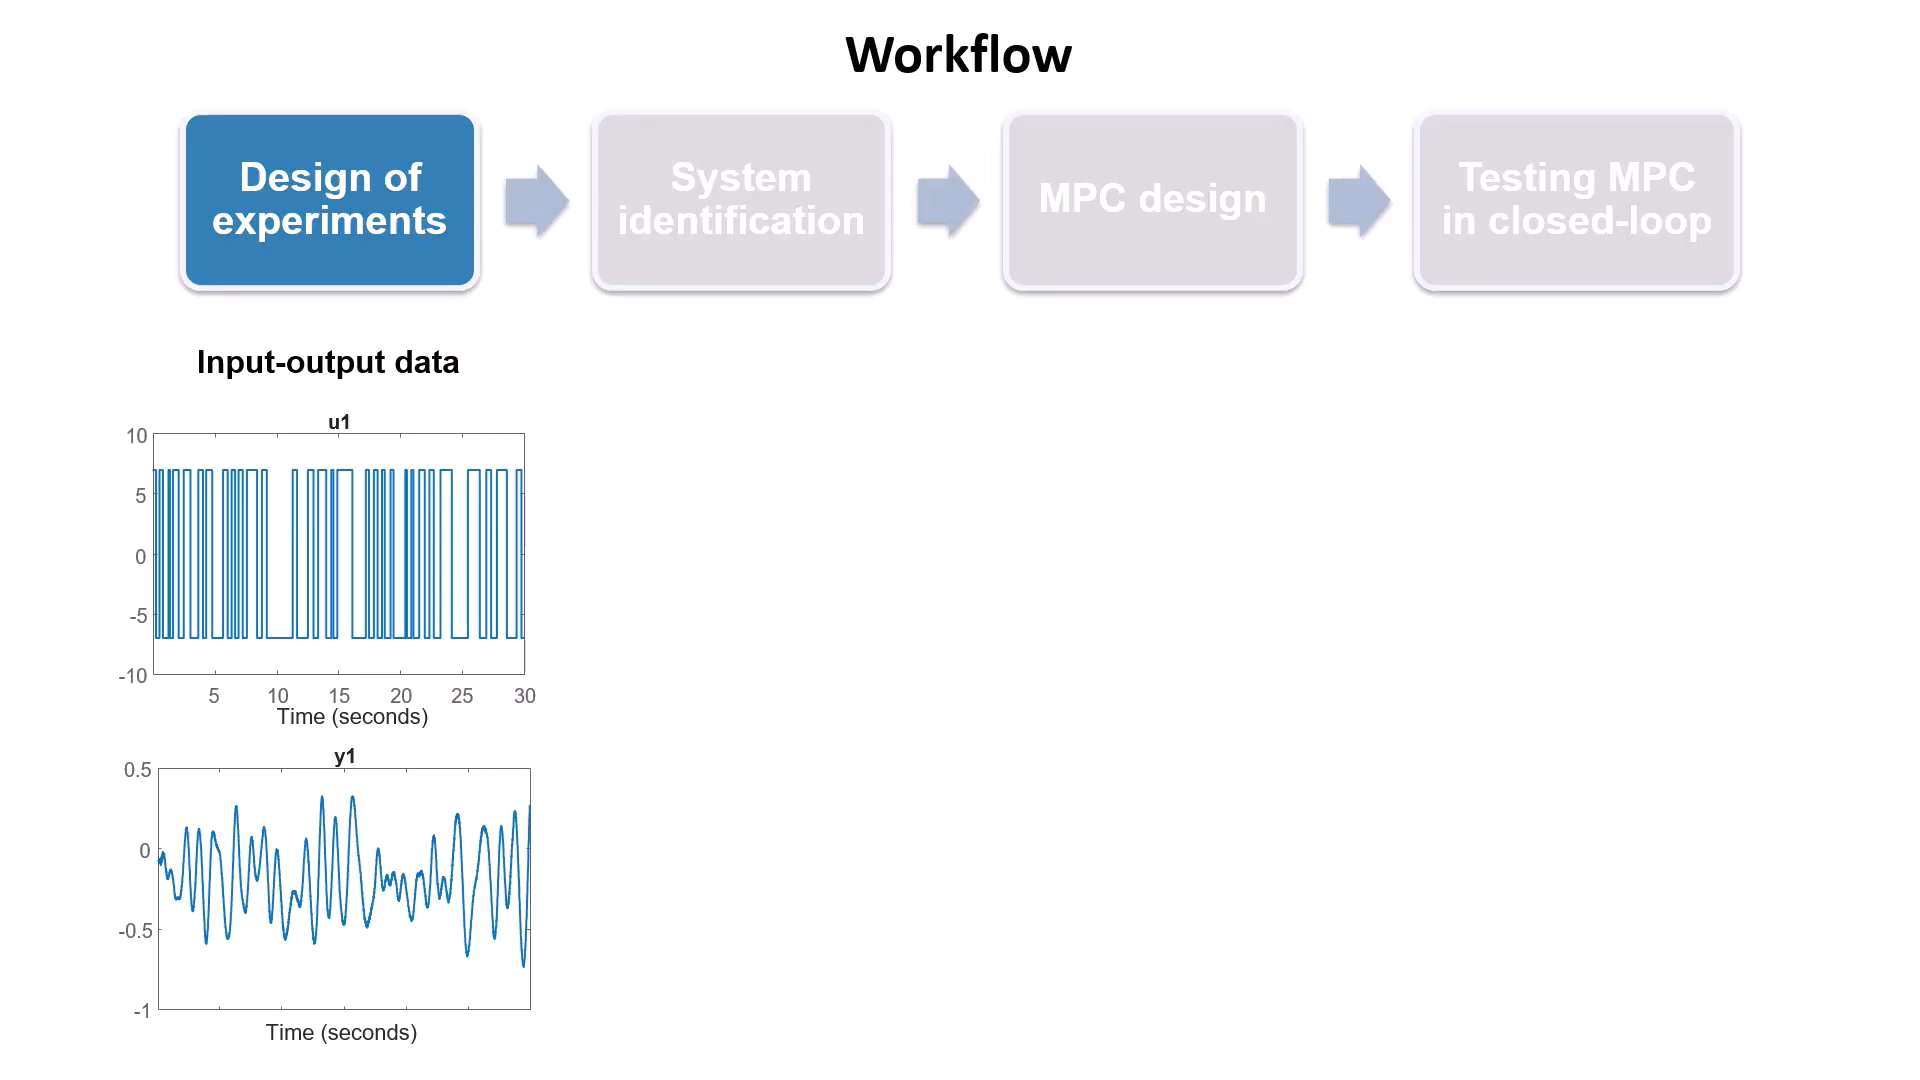 Workflow
Design of
experiments
System
identification
MPC design
Testing MPC
in closed-loop
Input-output data
u1
10
5
0
-5
-10
5 10 15 20 25 30
Time (seconds)
y1
0.5
0
-0.5
-1
Time (seconds)